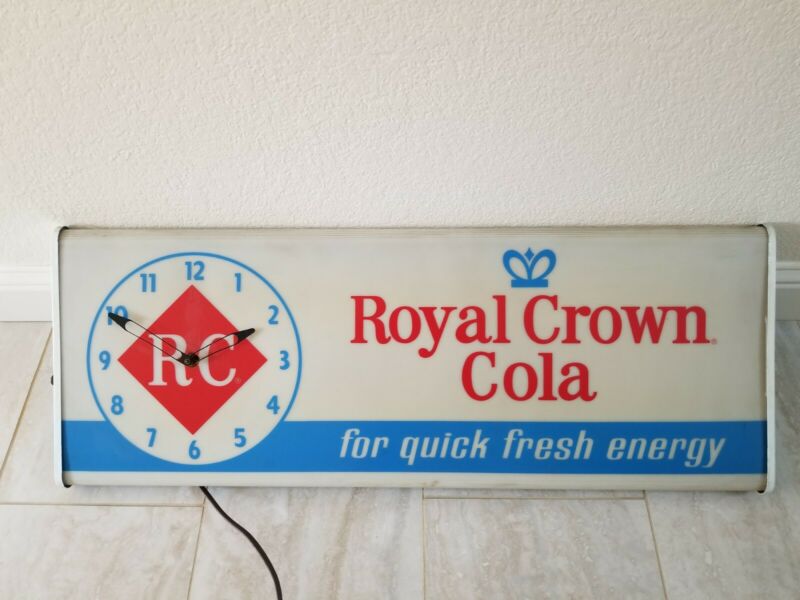 12
11 1
10 2
9 RC® 3
8 4
7 5
6
Royal Crown®
Cola
for quick fresh energy